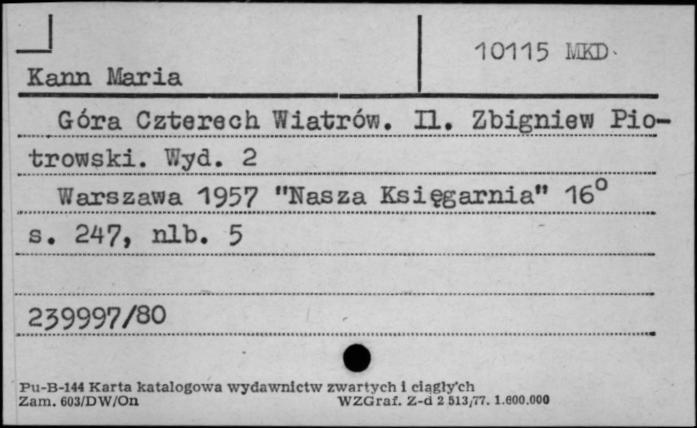 10115 MKD.
Kann Maria
Góra Czterech Wiatrów. Il. Zbigniew Pio-
trowski. Wyd. 2
Warszawa 1957 "Nasza Księgarnia" 16°
s. 247, nlb. 5
239997/80
Pu-B-144 Karta katalogowa wydawnictw zwartych i ciągły'ch
Zam. 603/DW/On WZGraf. Z-d 2 513/77. 1.600.000